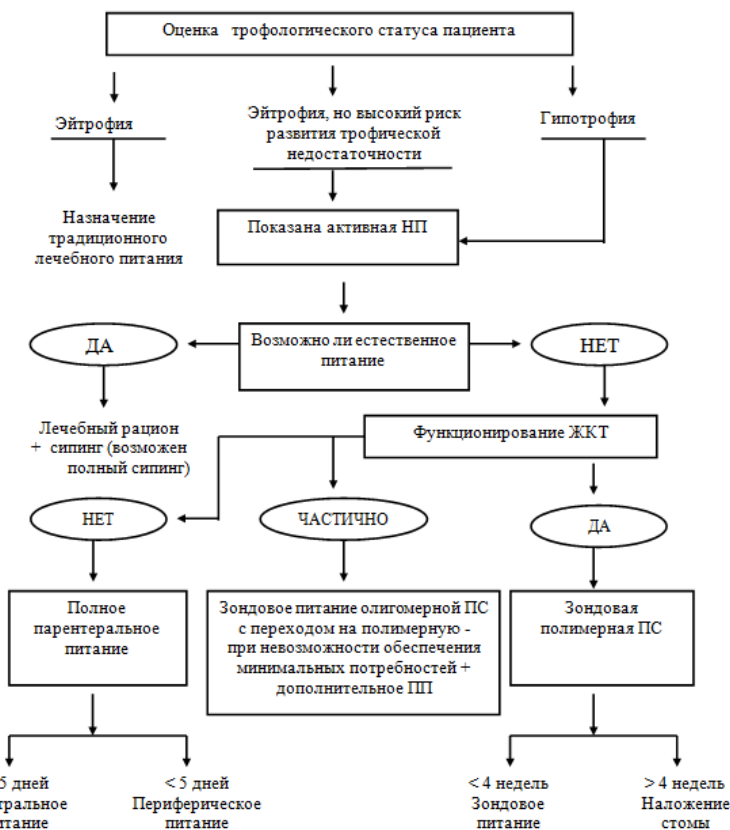 Оценка трофологического статуса пациента
Эйтрофия
Эйтрофия, но высокий риск
развития трофической
недостаточности
Гипотрофия
Назначение
традиционного
лечебного питания
Показана активная НП
ДА
Возможно ли естественное
питание
НЕТ
Лечебный рацион
+ сипинг (возможен
полный сипинг)
Функционирование ЖКТ
НЕТ
ЧАСТИЧНО
ДА
Полное
парентеральное
питание
Зондовое питание олигомерной ПС
с переходом на полимерную -
при невозможности обеспечения
минимальных потребностей +
дополнительное ПП
Зондовая
полимерная ПС
5 дней
тральное
итание
< 5 дней
Периферическое
питание
< 4 недель
Зондовое
питание
> 4 недель
Наложение
стомы